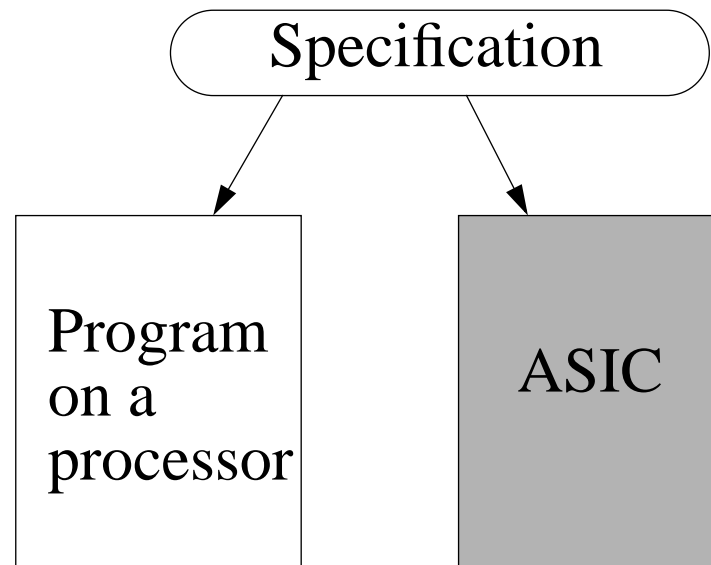 Specification
Program
on a
processor
ASIC